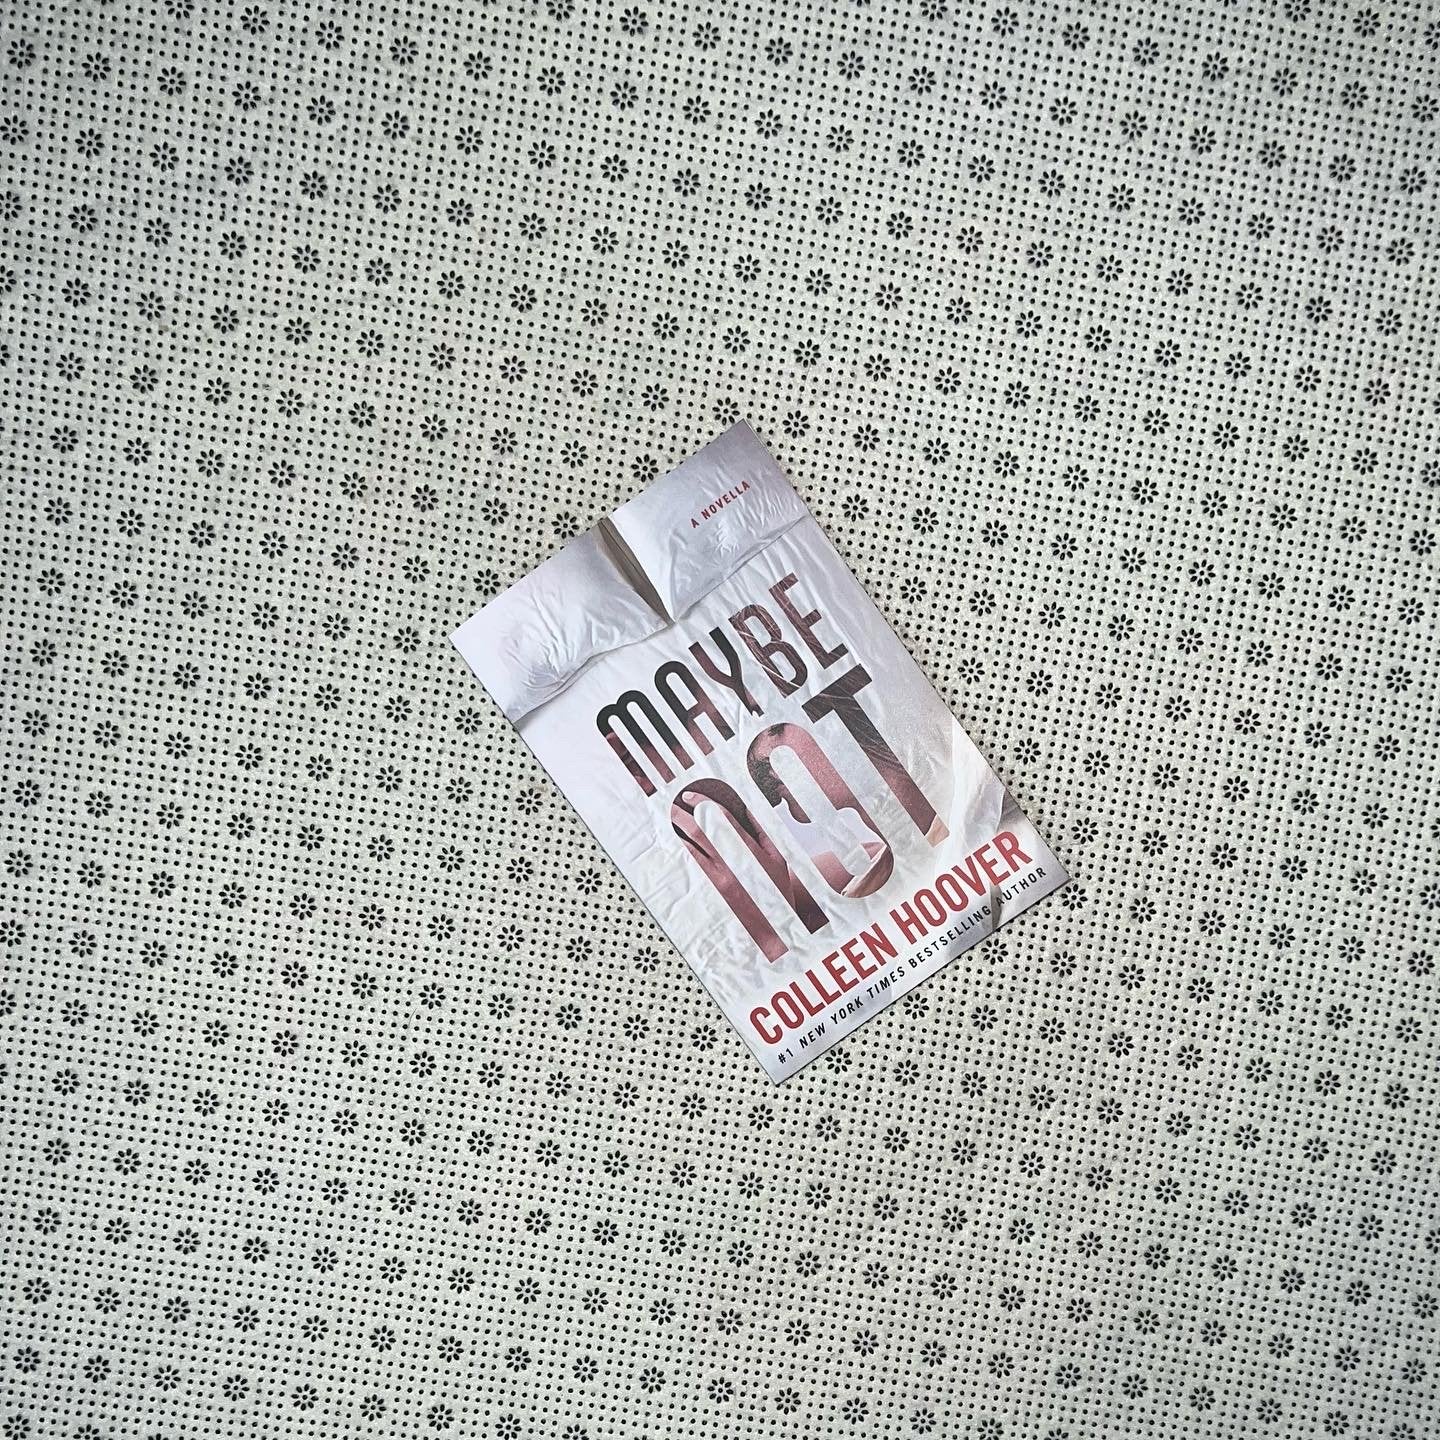 A NOVELLA
MAYBE
NOT
COLLEEN HOOVER
#1 NEW YORK TIMES BESTSELLING AUTHOR